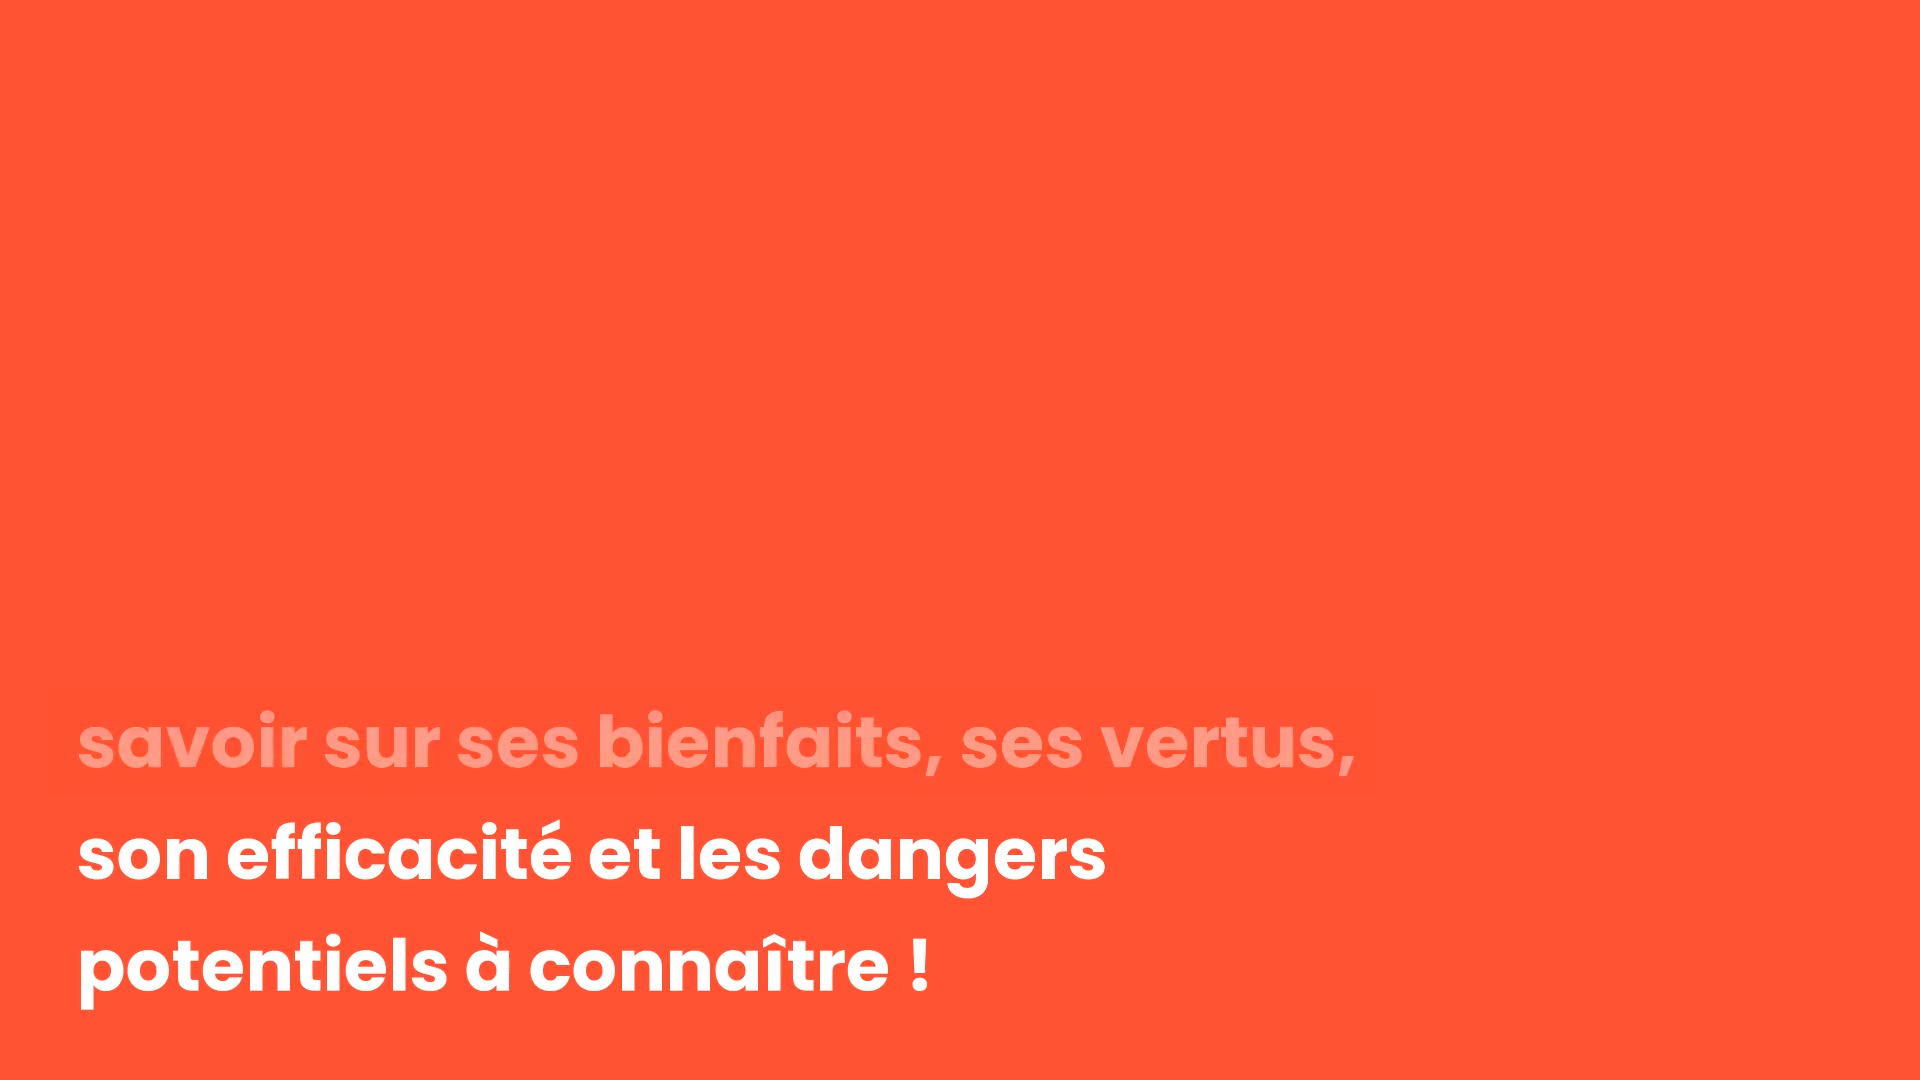 savoir sur ses bienfaits, ses vertus,
son efficacité et les dangers
potentiels à connaître !